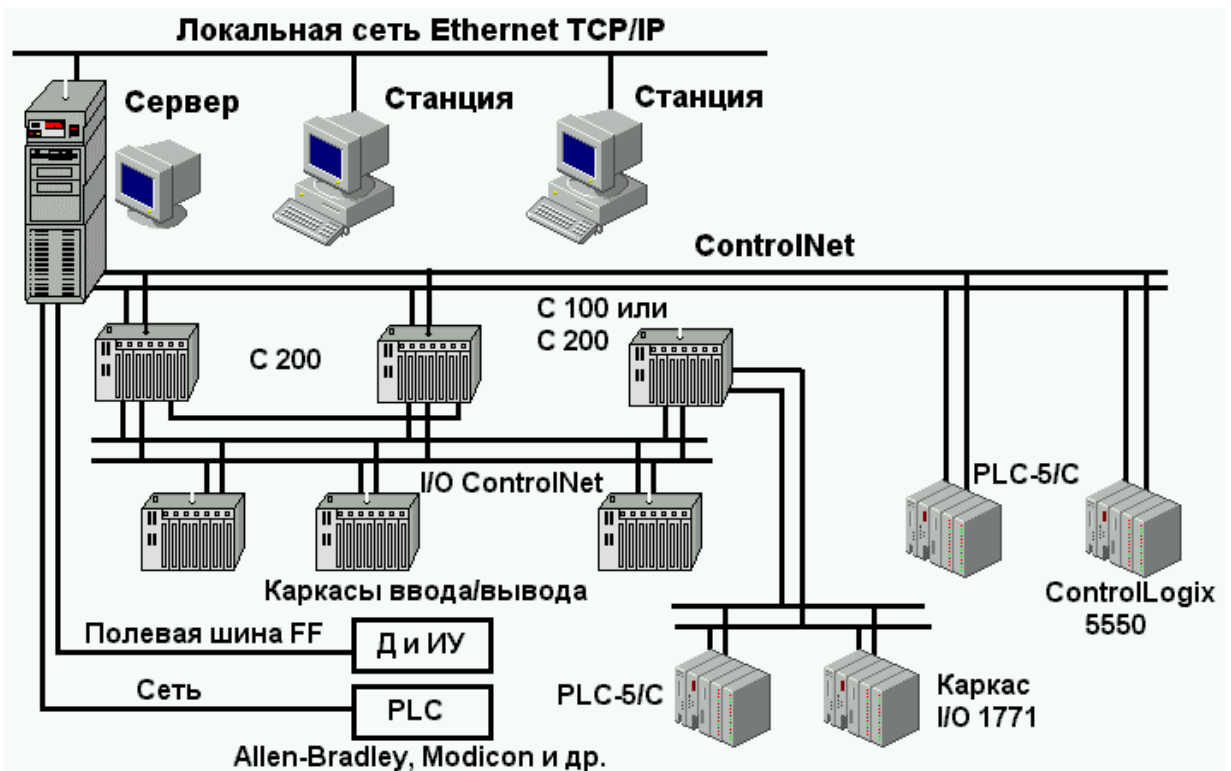 Локальная сеть Ethernet TCP/IP
Сервер
Станция
Станция
ControlNet
C 200
C 100 или
C 200
I/O ControlNet
PLC-5/C
Каркасы ввода/вывода
ControlLogix
5550
Полевая шина FF
Д и ИУ
Сеть
PLC
PLC-5/C
Каркас
I/O 1771
Allen-Bradley, Modicon и др.